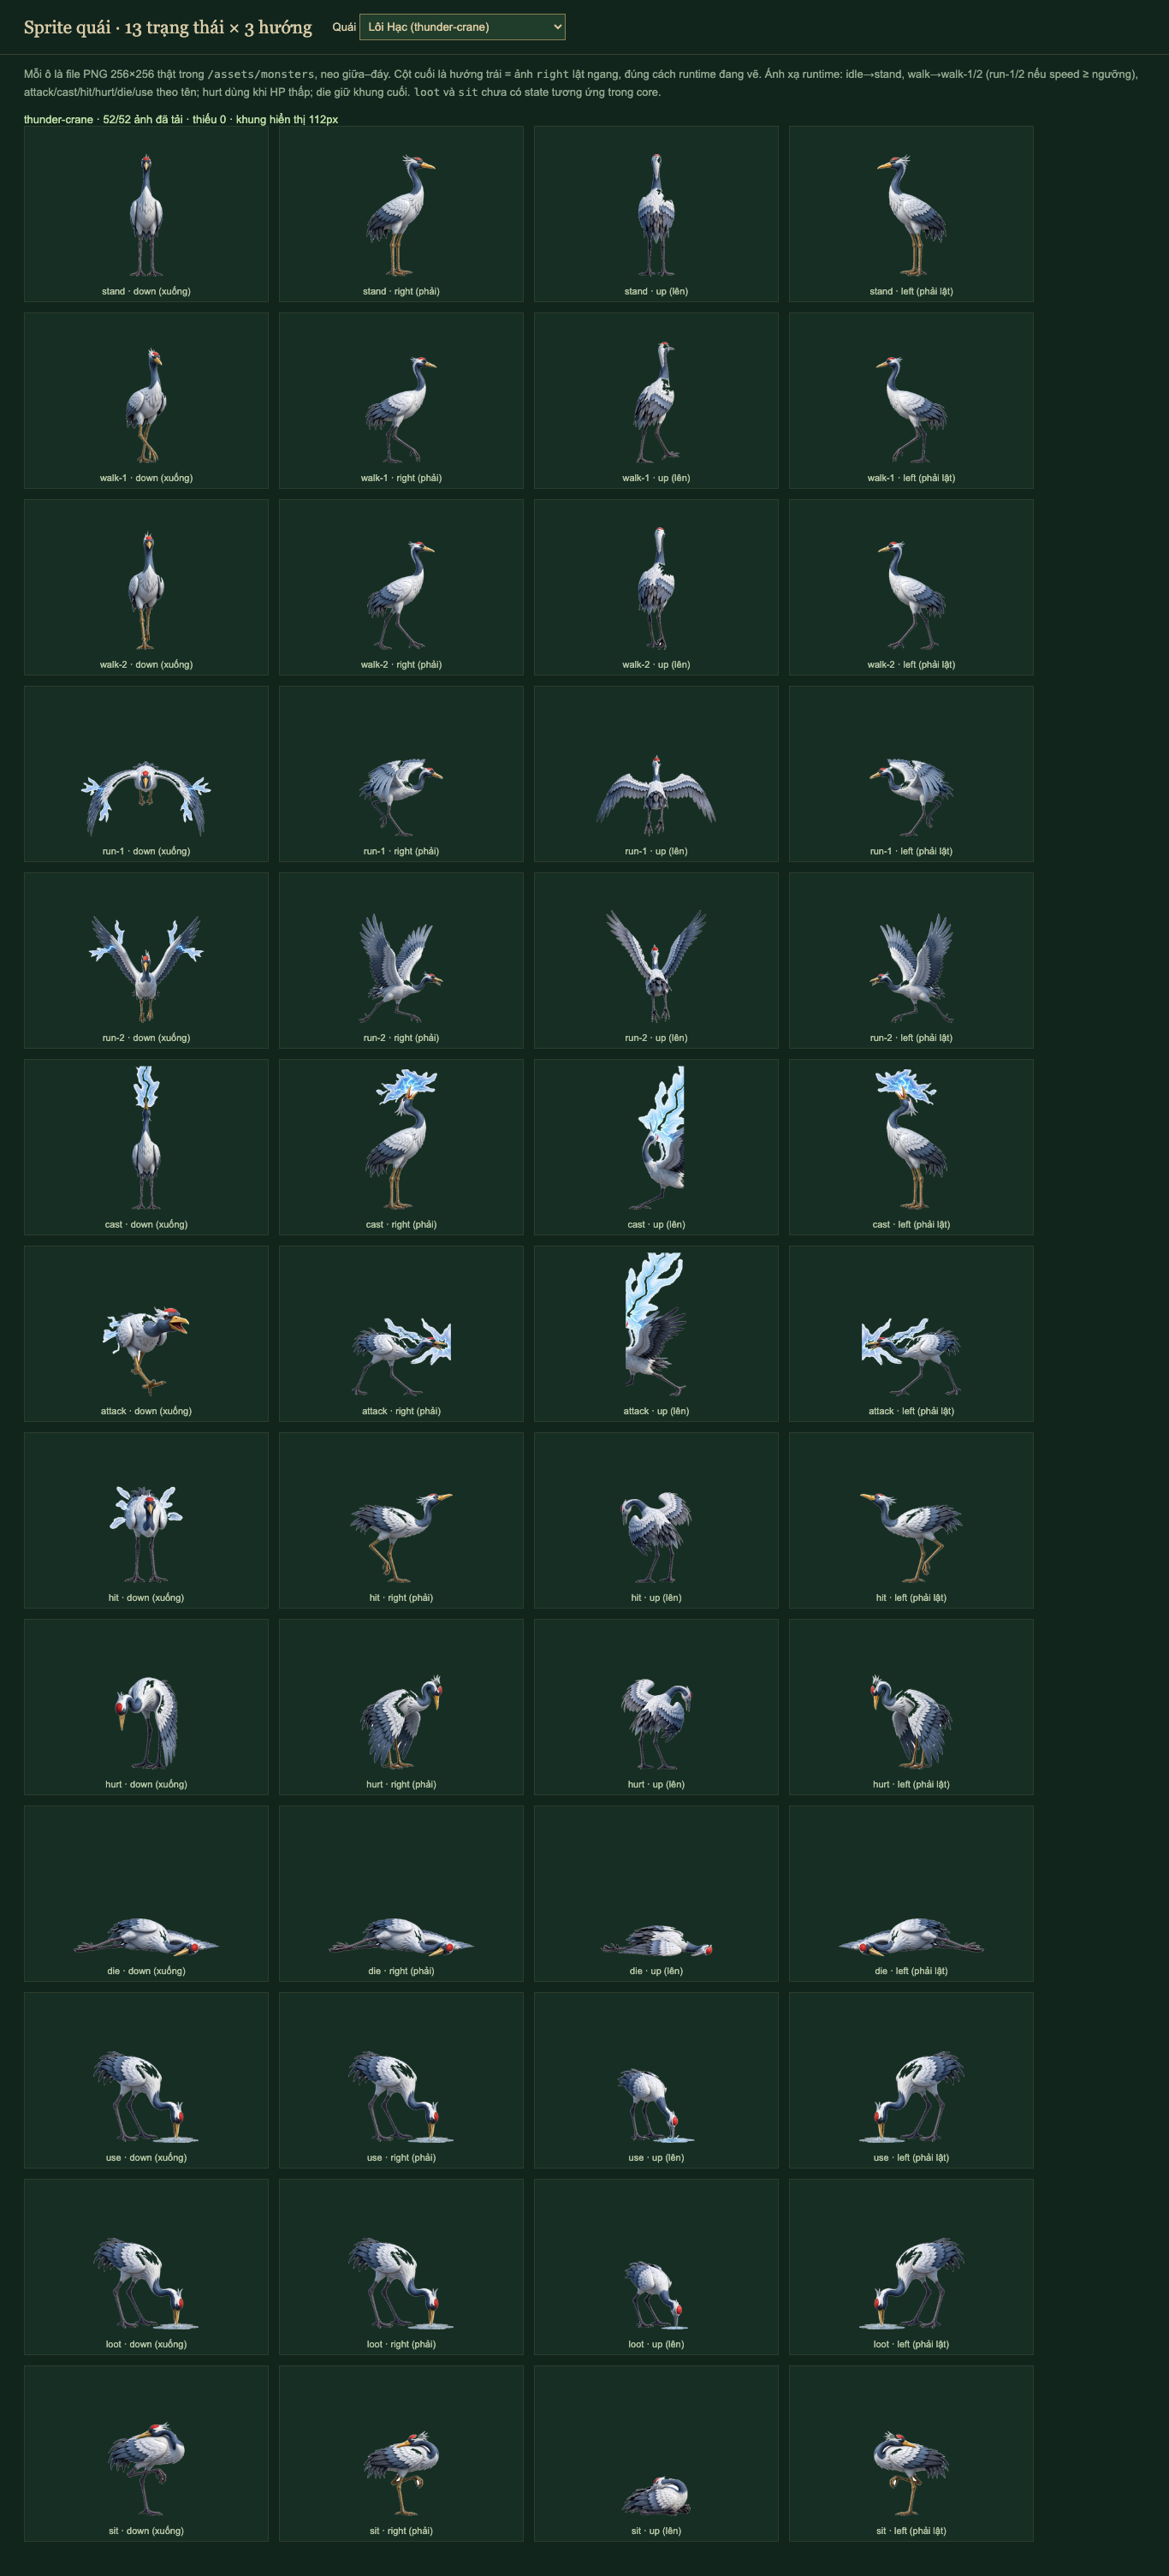 Sprite quái · 13 trạng thái × 3 hướng
Quái
Lôi Hạc (thunder-crane)
Mỗi ô là file PNG 256×256 thật trong /assets/monsters, neo giữa–đáy. Cột cuối là hướng trái = ảnh right lật ngang, đúng cách runtime đang vẽ. Ánh xạ runtime: idle→stand, walk→walk-1/2 (run-1/2 nếu speed ≥ ngưỡng),
attack/cast/hit/hurt/die/use theo tên; hurt dùng khi HP thấp; die giữ khung cuối. loot và sit chưa có state tương ứng trong core.
thunder-crane · 52/52 ảnh đã tải · thiếu 0 · khung hiển thị 112px
stand · down (xuống)
stand · right (phải)
stand · up (lên)
stand · left (phải lật)
walk-1 · down (xuống)
walk-1 · right (phải)
walk-1 · up (lên)
walk-1 · left (phải lật)
walk-2 · down (xuống)
walk-2 · right (phải)
walk-2 · up (lên)
walk-2 · left (phải lật)
run-1 · down (xuống)
run-1 · right (phải)
run-1 · up (lên)
run-1 · left (phải lật)
run-2 · down (xuống)
run-2 · right (phải)
run-2 · up (lên)
run-2 · left (phải lật)
cast · down (xuống)
cast · right (phải)
cast · up (lên)
cast · left (phải lật)
attack · down (xuống)
attack · right (phải)
attack · up (lên)
attack · left (phải lật)
hit · down (xuống)
hit · right (phải)
hit · up (lên)
hit · left (phải lật)
hurt · down (xuống)
hurt · right (phải)
hurt · up (lên)
hurt · left (phải lật)
die · down (xuống)
die · right (phải)
die · up (lên)
die · left (phải lật)
use · down (xuống)
use · right (phải)
use · up (lên)
use · left (phải lật)
loot · down (xuống)
loot · right (phải)
loot · up (lên)
loot · left (phải lật)
sit · down (xuống)
sit · right (phải)
sit · up (lên)
sit · left (phải lật)